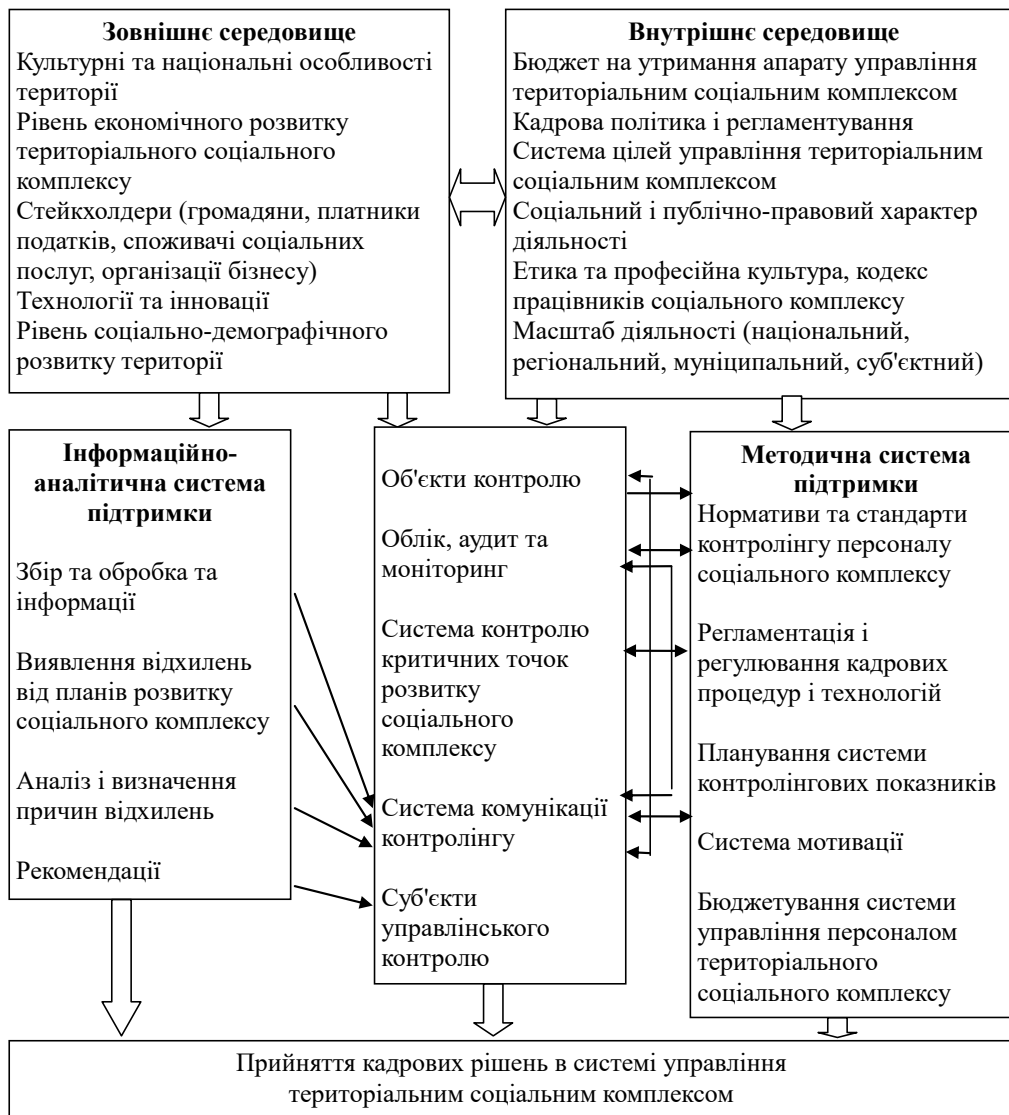 Зовнішнє середовище
Культурні та національні особливості
території
Рівень економічного розвитку
територіального соціального
комплексу
Стейкхолдери (громадяни, платники
податків, споживачі соціальних
послуг, організації бізнесу)
Технології та інновації
Рівень соціально-демографічного
розвитку території
Внутрішнє середовище
Бюджет на утримання апарату управління
територіальним соціальним комплексом
Кадрова політика і регламентування
Система цілей управління територіальним
соціальним комплексом
Соціальний і публічно-правовий характер
діяльності
Етика та професійна культура, кодекс
працівників соціального комплексу
Масштаб діяльності (національний,
регіональний, муніципальний, суб'єктний)
Інформаційно-
аналітична система
підтримки
Збір та обробка та
інформації
Виявлення відхилень
від планів розвитку
соціального комплексу
Аналіз і визначення
причин відхилень
Рекомендації
Об'єкти контролю
Облік, аудит та
моніторинг
Система контролю
критичних точок
розвитку
соціального
комплексу
Система комунікації
контролінгу
Суб'єкти
управлінського
контролю
Методична система
підтримки
Нормативи та стандарти
контролінгу персоналу
соціального комплексу
Регламентація і
регулювання кадрових
процедур і технологій
Планування системи
контролінгових показників
Система мотивації
Бюджетування системи
управління персоналом
територіального
соціального комплексу
Прийняття кадрових рішень в системі управління
територіальним соціальним комплексом